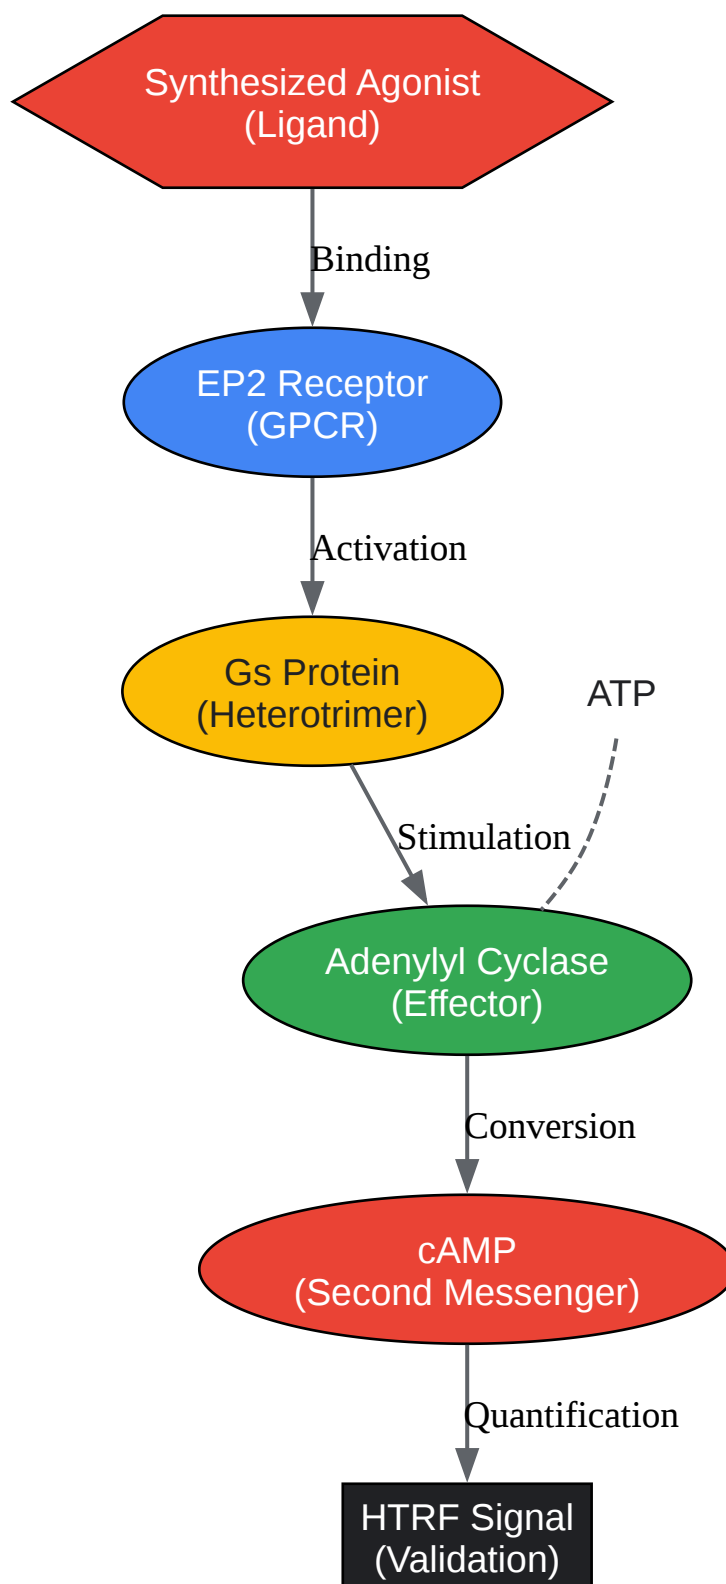 Synthesized Agonist
(Ligand)
Binding
EP2 Receptor
(GPCR)
Activation
Gs Protein
(Heterotrimer)
ATP
Stimulation
Adenylyl Cyclase
(Effector)
Conversion
cAMP
(Second Messenger)
Quantification
HTRF Signal
(Validation)